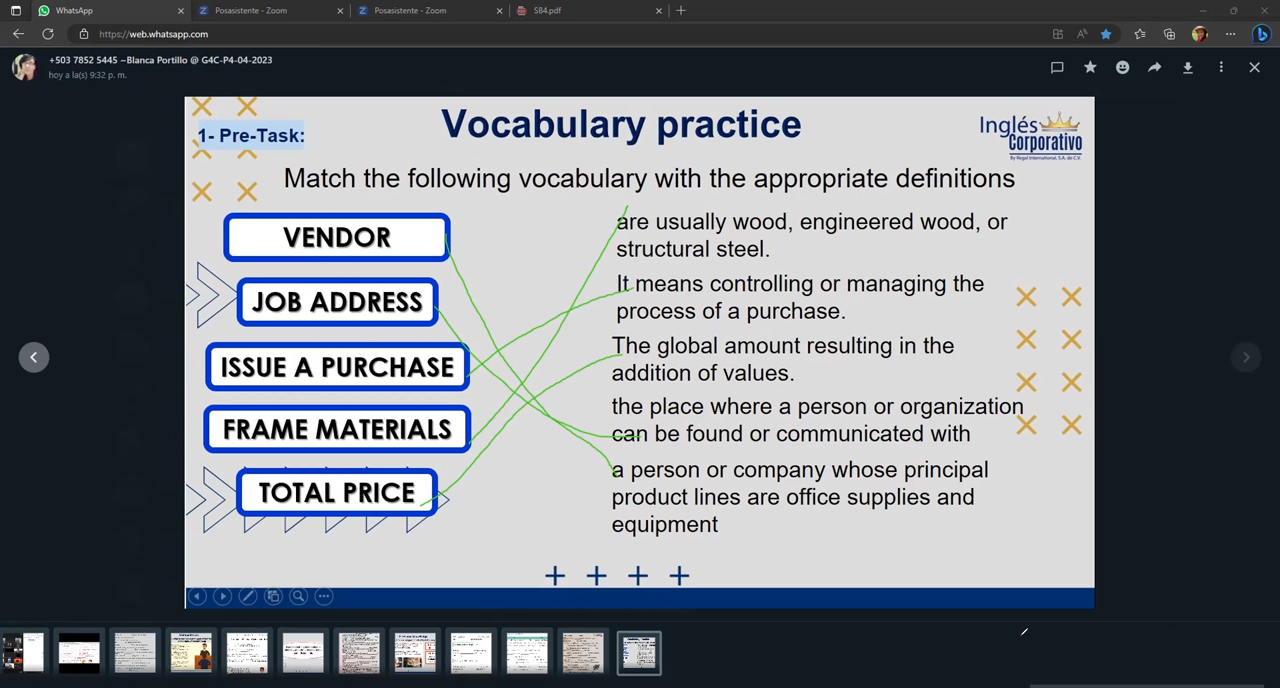 WhatsApp
Posasistente - Zoom
Posasistente - Zoom
SB4.pdf
https://web.whatsapp.com
+503 7852 5445 ~Blanca Portillo @ G4C-P4-04-2023
hoy a la(s) 9:32 p. m.
1- Pre-Task:
Vocabulary practice
Inglés
Corporativo
By Regal International, S.A. de C.V.
Match the following vocabulary with the appropriate definitions
VENDOR
JOB ADDRESS
ISSUE A PURCHASE
FRAME MATERIALS
TOTAL PRICE
are usually wood, engineered wood, or
structural steel.
It means controlling or managing the
process of a purchase.
The global amount resulting in the
addition of values.
the place where a person or organization
can be found or communicated with
a person or company whose principal
product lines are office supplies and
equipment